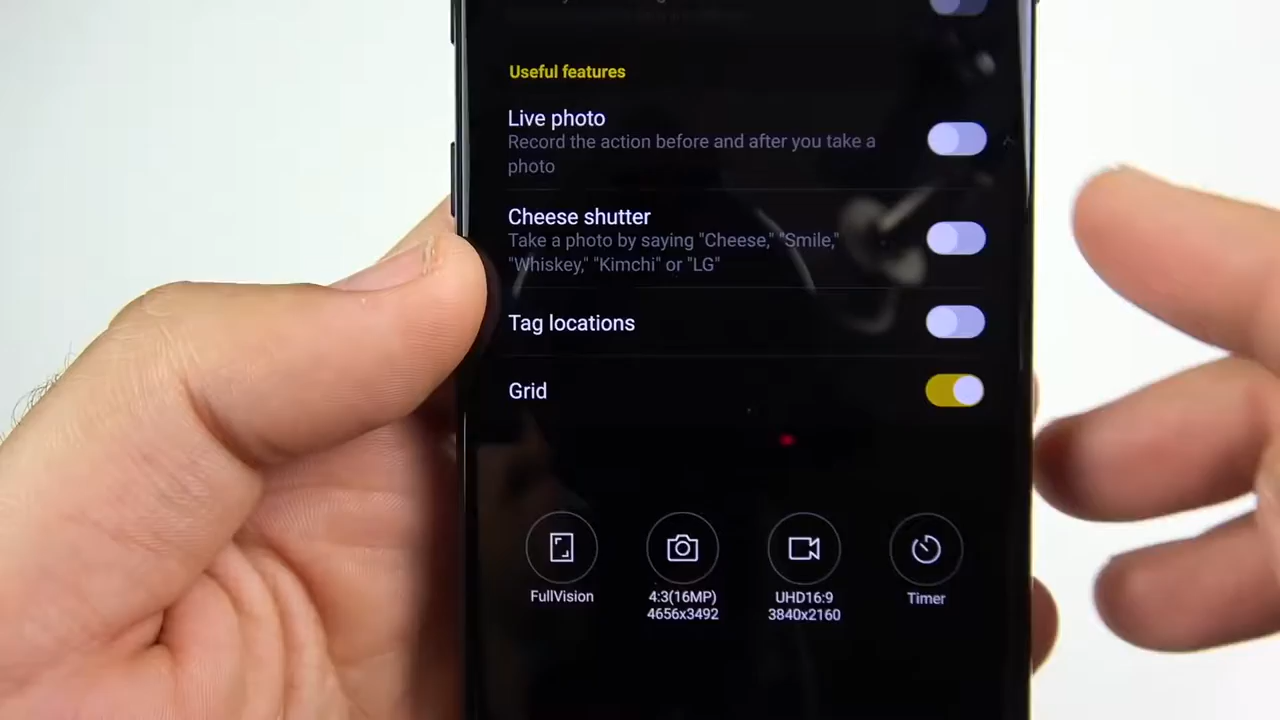 Useful features
Live photo
Record the action before and after you take a
photo
Cheese shutter
Take a photo by saying "Cheese," "Smile,"
"Whiskey," "Kimchi" or "LG"
Tag locations
Grid
FullVision
4:3(16MP)
4656x3492
UHD16:9
3840x2160
Timer